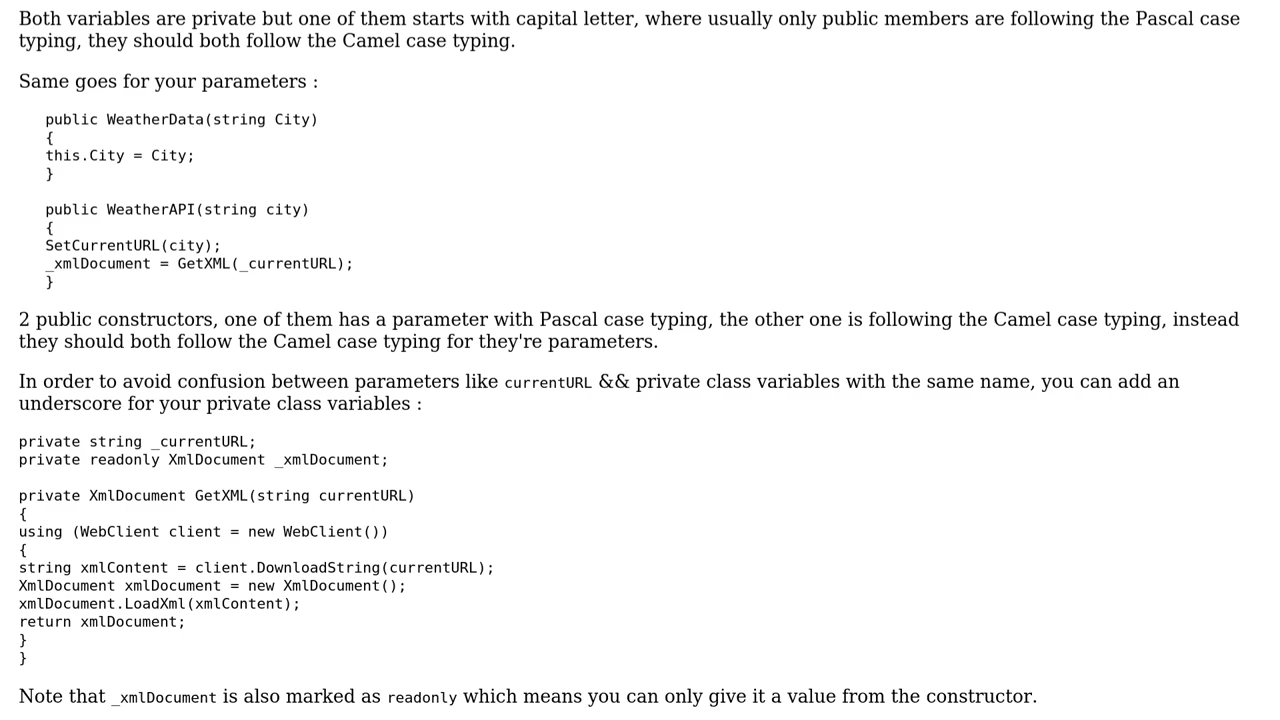 Both variables are private but one of them starts with capital letter, where usually only public members are following the Pascal case
typing, they should both follow the Camel case typing.
Same goes for your parameters :
public WeatherData(string City)
{
this.City = City;
}
public WeatherAPI(string city)
{
SetCurrentURL(city);
_xmlDocument = GetXML(_currentURL);
}
2 public constructors, one of them has a parameter with Pascal case typing, the other one is following the Camel case typing, instead
they should both follow the Camel case typing for they're parameters.
In order to avoid confusion between parameters like currentURL && private class variables with the same name, you can add an
underscore for your private class variables :
private string _currentURL;
private readonly XmlDocument _xmlDocument;
private XmlDocument GetXML(string currentURL)
{
using (WebClient client = new WebClient())
{
string xmlContent = client.DownloadString(currentURL);
XmlDocument xmlDocument = new XmlDocument();
xmlDocument.LoadXml(xmlContent);
return xmlDocument;
}
}
Note that _xmlDocument is also marked as readonly which means you can only give it a value from the constructor.